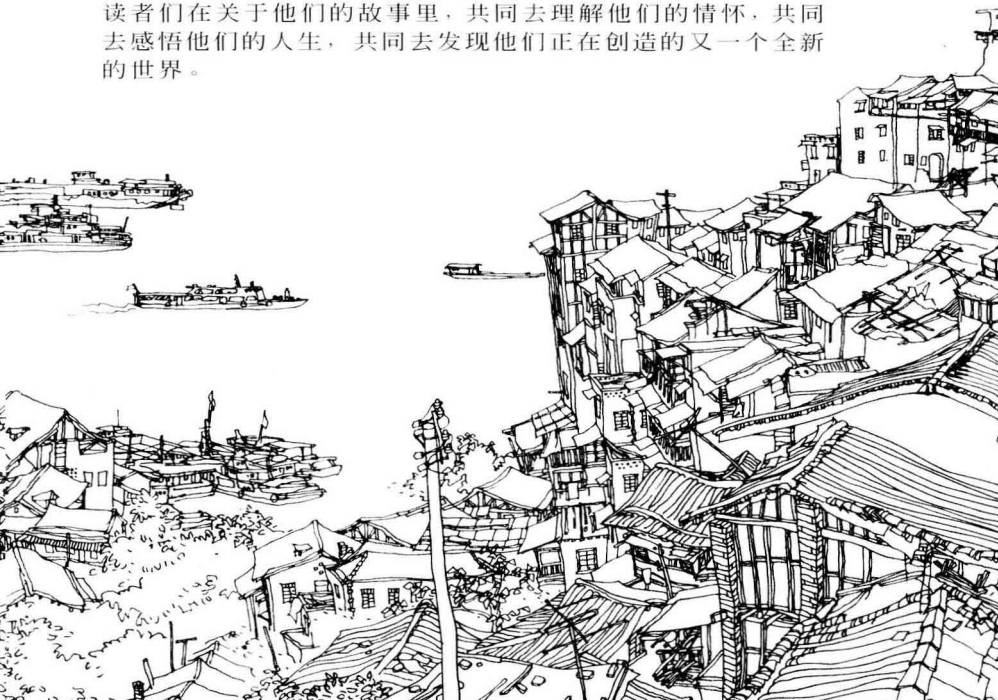 读者们在关于他们的故事里，共同去理解他们的情怀，共同
去感悟他们的人生，共同去发现他们正在创造的又一个全新
的世界。